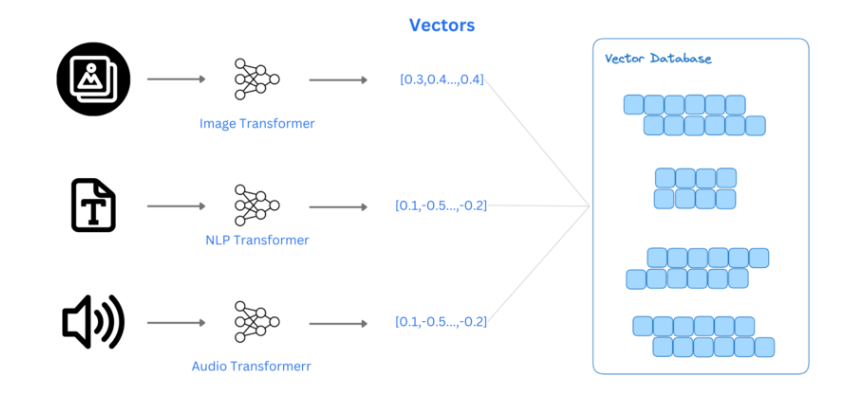 Vectors
Vector Database
[0.3,0.4...,0.4]
Image Transformer
T
[0.1,-0.5...,-0.2]
NLP Transformer
[0.1,-0.5...,-0.2]
Audio Transformerr